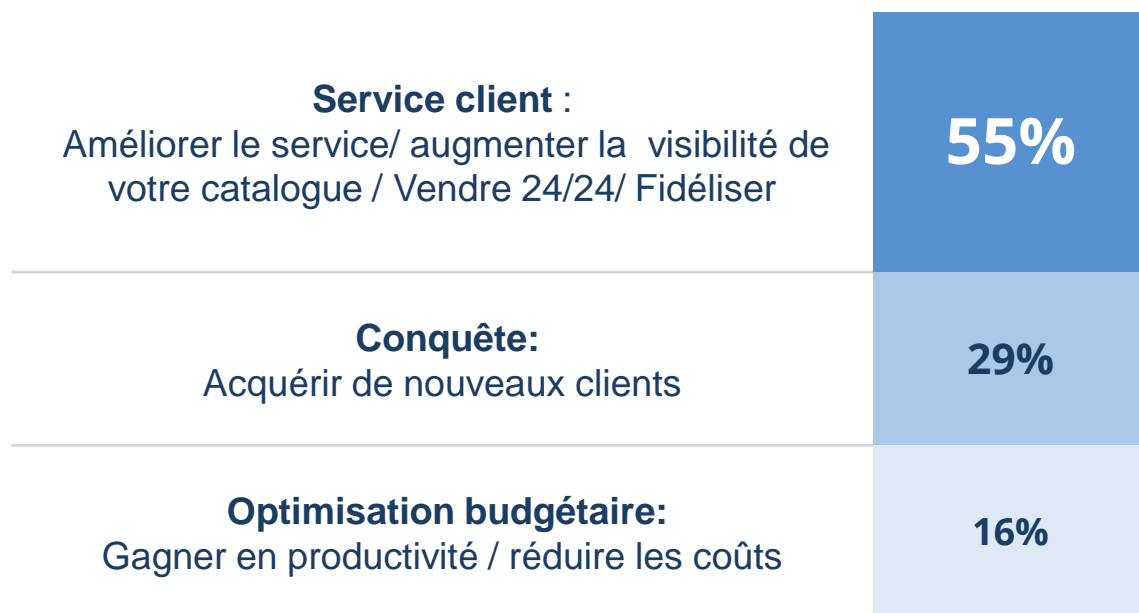 Service client :
Améliorer le service/ augmenter la  visibilité de
votre catalogue / Vendre 24/24/ Fidéliser
55%
Conquête:
Acquérir de nouveaux clients
29%
Optimisation budgétaire:
Gagner en productivité / réduire les coûts
16%